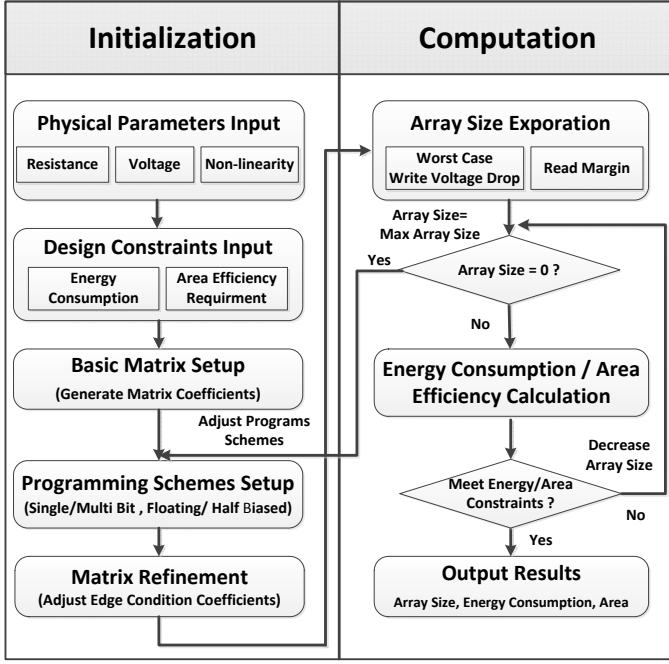 Initialization
Physical Parameters Input
Resistance
Voltage
Non-linearity
Design Constraints Input
Energy
Consumption
Area Efficiency
Requirment
Basic Matrix Setup
(Generate Matrix Coefficients)
Adjust Programs
Schemes
Programming Schemes Setup
(Single/Multi Bit , Floating/ Half Biased)
Matrix Refinement
(Adjust Edge Condition Coefficients)
Computation
Array Size Exporation
Worst Case
Write Voltage Drop
Read Margin
Array Size=
Max Array Size
Yes
Array Size = 0 ?
No
Energy Consumption / Area
Efficiency Calculation
Decrease
Array Size
Meet Energy/Area
Constraints ?
No
Yes
Output Results
Array Size, Energy Consumption, Area